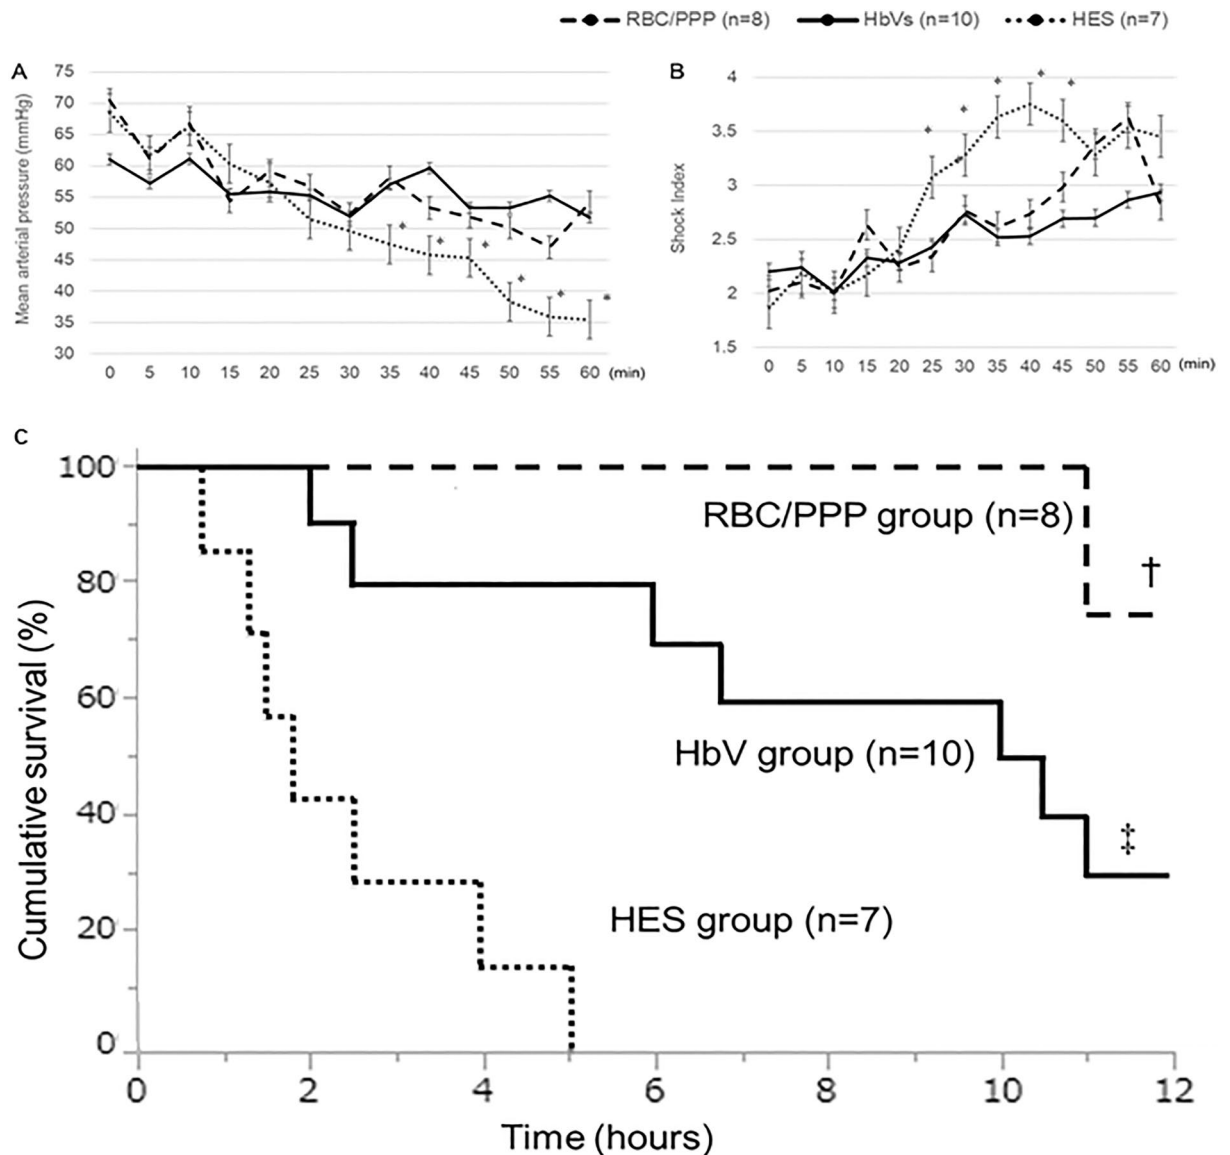 RBC/PPP (n=8) HbVs (n=10) HES (n=7)
A
75
70
65
60
55
50
45
40
35
30
Mean arterial pressure (mmHg)
0 5 10 15 20 25 30 35 40 45 50 55 60 (min)
* * * * * *
B
4
3.5
3
2.5
2
1.5
Shock Index
0 5 10 15 20 25 30 35 40 45 50 55 60 (min)
* * * * *
C
100
80
60
40
20
0
Cumulative survival (%)
RBC/PPP group (n=8)
†
HbV group (n=10)
‡
HES group (n=7)
0 2 4 6 8 10 12
Time (hours)